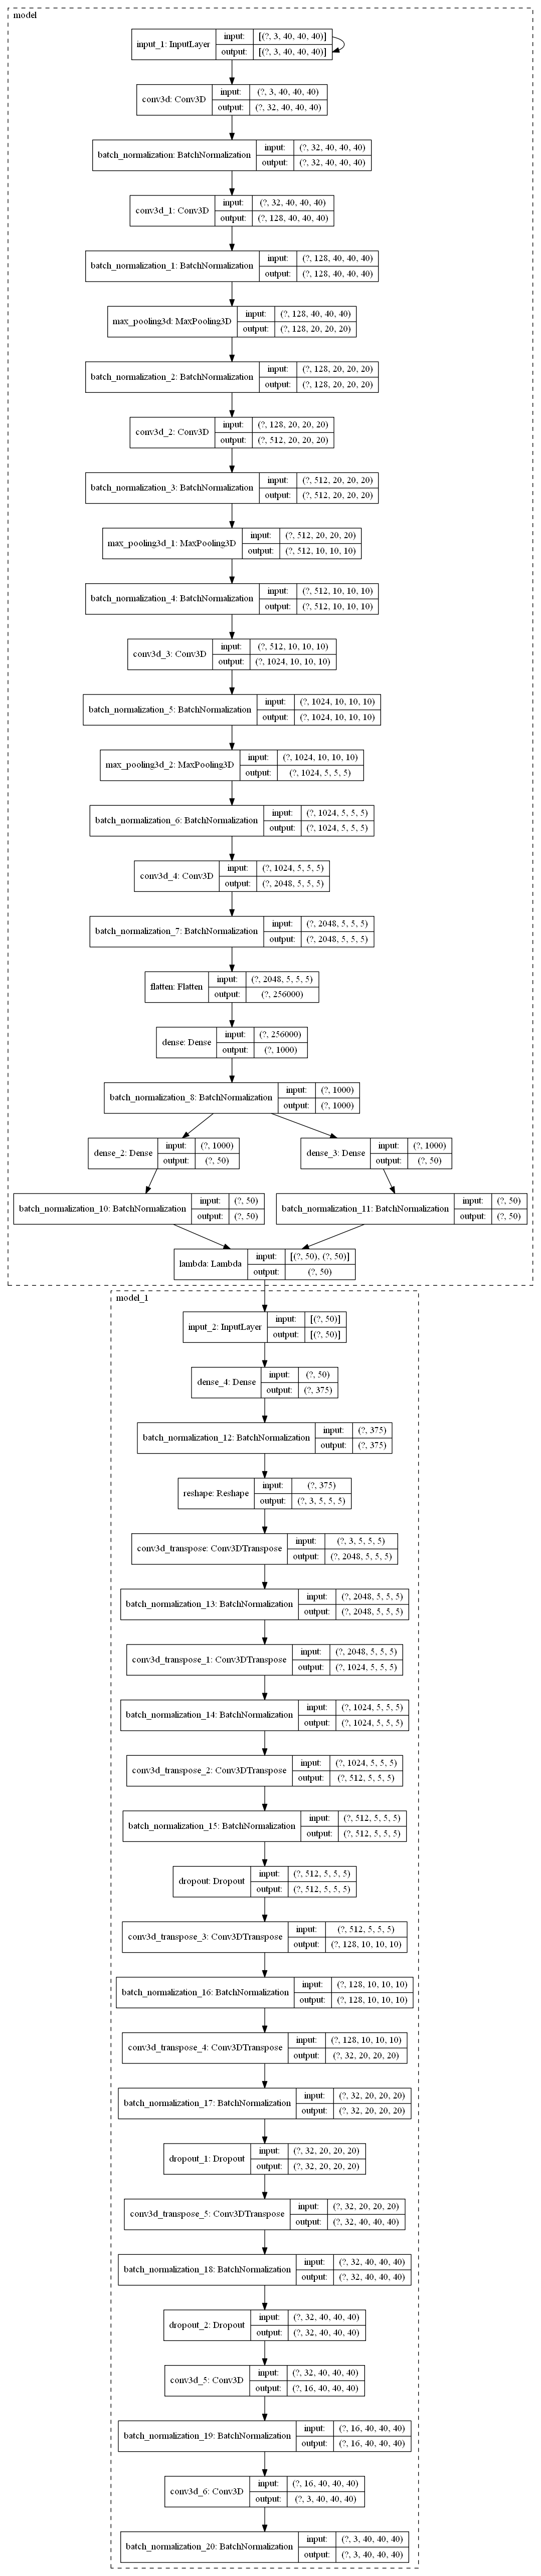 model
input_1: InputLayer input: [(?, 3, 40, 40, 40)]
output: [(?, 3, 40, 40, 40)]
conv3d: Conv3D input: (?, 3, 40, 40, 40)
output: (?, 32, 40, 40, 40)
batch_normalization: BatchNormalization input: (?, 32, 40, 40, 40)
output: (?, 32, 40, 40, 40)
conv3d_1: Conv3D input: (?, 32, 40, 40, 40)
output: (?, 128, 40, 40, 40)
batch_normalization_1: BatchNormalization input: (?, 128, 40, 40, 40)
output: (?, 128, 40, 40, 40)
max_pooling3d: MaxPooling3D input: (?, 128, 40, 40, 40)
output: (?, 128, 20, 20, 20)
batch_normalization_2: BatchNormalization input: (?, 128, 20, 20, 20)
output: (?, 128, 20, 20, 20)
conv3d_2: Conv3D input: (?, 128, 20, 20, 20)
output: (?, 512, 20, 20, 20)
batch_normalization_3: BatchNormalization input: (?, 512, 20, 20, 20)
output: (?, 512, 20, 20, 20)
max_pooling3d_1: MaxPooling3D input: (?, 512, 20, 20, 20)
output: (?, 512, 10, 10, 10)
batch_normalization_4: BatchNormalization input: (?, 512, 10, 10, 10)
output: (?, 512, 10, 10, 10)
conv3d_3: Conv3D input: (?, 512, 10, 10, 10)
output: (?, 1024, 10, 10, 10)
batch_normalization_5: BatchNormalization input: (?, 1024, 10, 10, 10)
output: (?, 1024, 10, 10, 10)
max_pooling3d_2: MaxPooling3D input: (?, 1024, 10, 10, 10)
output: (?, 1024, 5, 5, 5)
batch_normalization_6: BatchNormalization input: (?, 1024, 5, 5, 5)
output: (?, 1024, 5, 5, 5)
conv3d_4: Conv3D input: (?, 1024, 5, 5, 5)
output: (?, 2048, 5, 5, 5)
batch_normalization_7: BatchNormalization input: (?, 2048, 5, 5, 5)
output: (?, 2048, 5, 5, 5)
flatten: Flatten input: (?, 2048, 5, 5, 5)
output: (?, 256000)
dense: Dense input: (?, 256000)
output: (?, 1000)
batch_normalization_8: BatchNormalization input: (?, 1000)
output: (?, 1000)
dense_2: Dense input: (?, 1000)
output: (?, 50)
dense_3: Dense input: (?, 1000)
output: (?, 50)
batch_normalization_10: BatchNormalization input: (?, 50)
output: (?, 50)
batch_normalization_11: BatchNormalization input: (?, 50)
output: (?, 50)
lambda: Lambda input: [(?, 50), (?, 50)]
output: (?, 50)
model_1
input_2: InputLayer input: [(?, 50)]
output: [(?, 50)]
dense_4: Dense input: (?, 50)
output: (?, 375)
batch_normalization_12: BatchNormalization input: (?, 375)
output: (?, 375)
reshape: Reshape input: (?, 375)
output: (?, 3, 5, 5, 5)
conv3d_transpose: Conv3DTranspose input: (?, 3, 5, 5, 5)
output: (?, 2048, 5, 5, 5)
batch_normalization_13: BatchNormalization input: (?, 2048, 5, 5, 5)
output: (?, 2048, 5, 5, 5)
conv3d_transpose_1: Conv3DTranspose input: (?, 2048, 5, 5, 5)
output: (?, 1024, 5, 5, 5)
batch_normalization_14: BatchNormalization input: (?, 1024, 5, 5, 5)
output: (?, 1024, 5, 5, 5)
conv3d_transpose_2: Conv3DTranspose input: (?, 1024, 5, 5, 5)
output: (?, 512, 5, 5, 5)
batch_normalization_15: BatchNormalization input: (?, 512, 5, 5, 5)
output: (?, 512, 5, 5, 5)
dropout: Dropout input: (?, 512, 5, 5, 5)
output: (?, 512, 5, 5, 5)
conv3d_transpose_3: Conv3DTranspose input: (?, 512, 5, 5, 5)
output: (?, 128, 10, 10, 10)
batch_normalization_16: BatchNormalization input: (?, 128, 10, 10, 10)
output: (?, 128, 10, 10, 10)
conv3d_transpose_4: Conv3DTranspose input: (?, 128, 10, 10, 10)
output: (?, 32, 20, 20, 20)
batch_normalization_17: BatchNormalization input: (?, 32, 20, 20, 20)
output: (?, 32, 20, 20, 20)
dropout_1: Dropout input: (?, 32, 20, 20, 20)
output: (?, 32, 20, 20, 20)
conv3d_transpose_5: Conv3DTranspose input: (?, 32, 20, 20, 20)
output: (?, 32, 40, 40, 40)
batch_normalization_18: BatchNormalization input: (?, 32, 40, 40, 40)
output: (?, 32, 40, 40, 40)
dropout_2: Dropout input: (?, 32, 40, 40, 40)
output: (?, 32, 40, 40, 40)
conv3d_5: Conv3D input: (?, 32, 40, 40, 40)
output: (?, 16, 40, 40, 40)
batch_normalization_19: BatchNormalization input: (?, 16, 40, 40, 40)
output: (?, 16, 40, 40, 40)
conv3d_6: Conv3D input: (?, 16, 40, 40, 40)
output: (?, 3, 40, 40, 40)
batch_normalization_20: BatchNormalization input: (?, 3, 40, 40, 40)
output: (?, 3, 40, 40, 40)